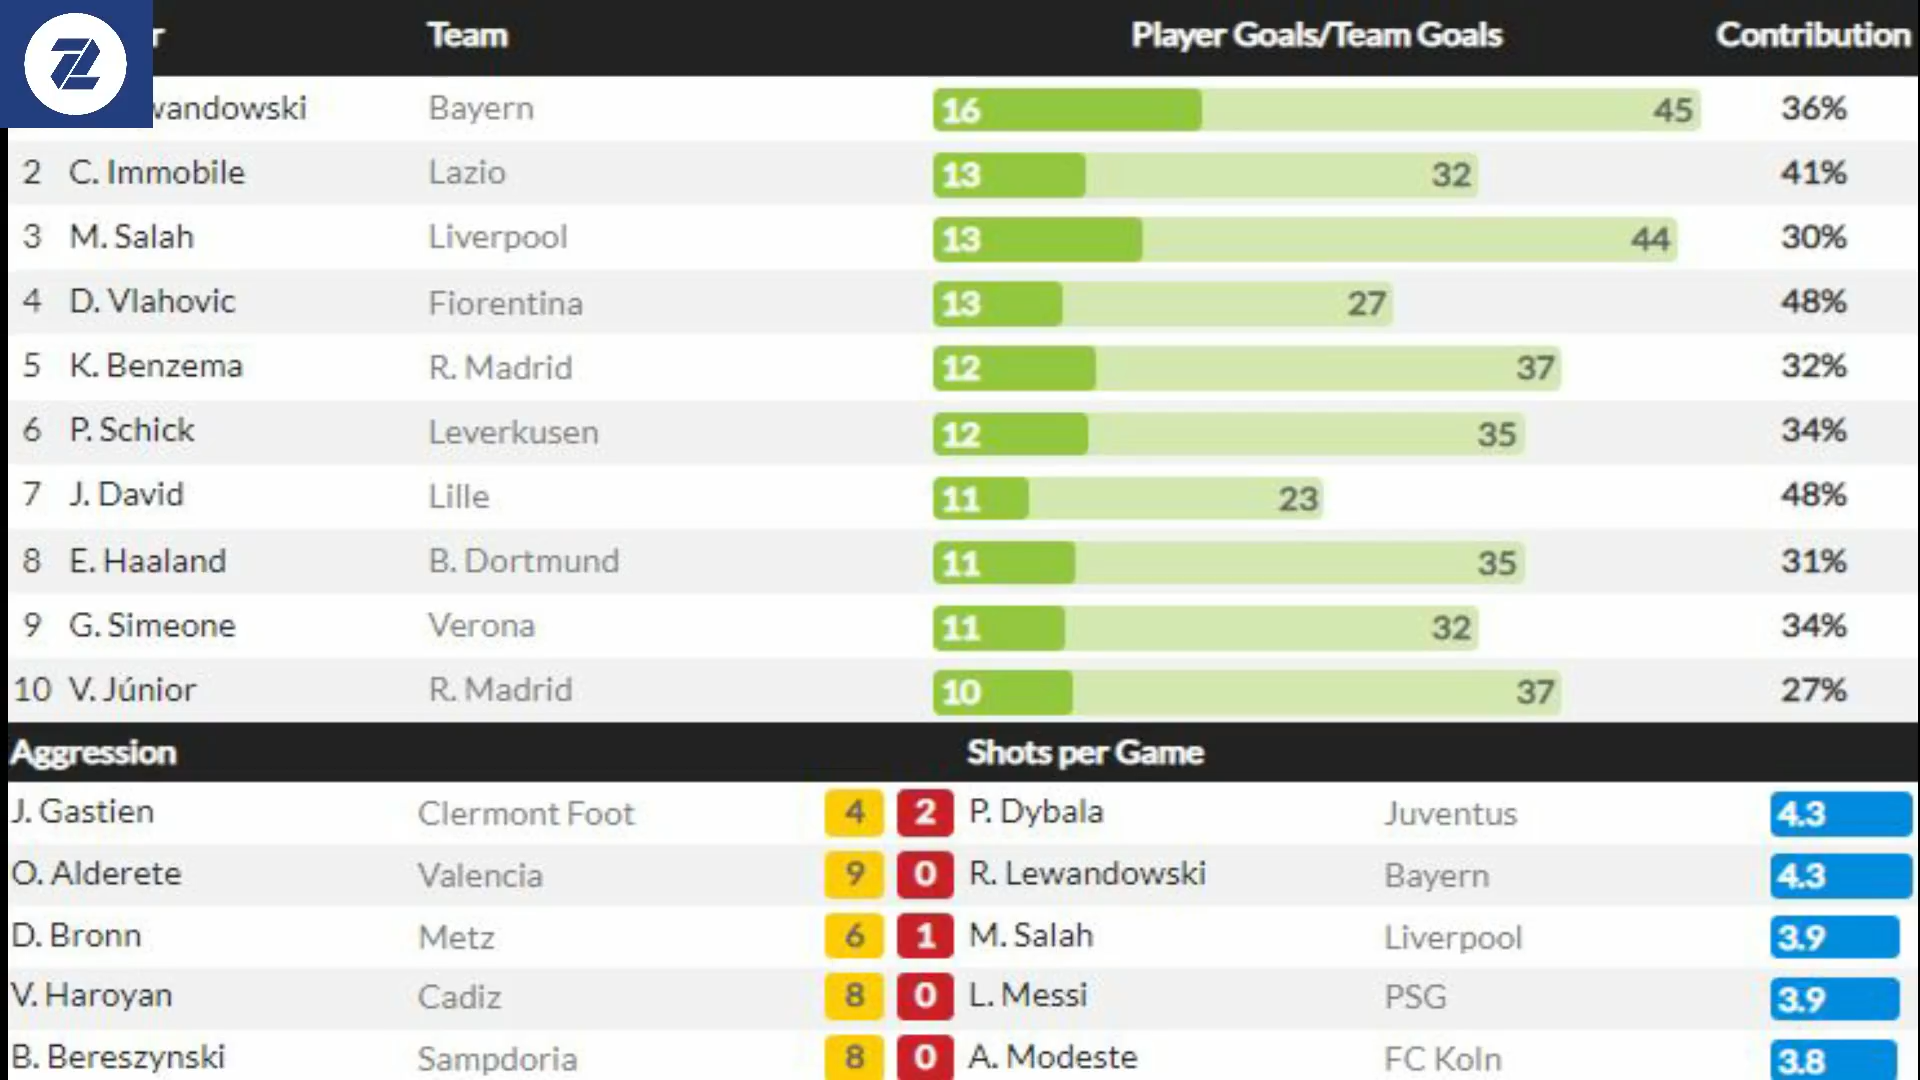 r Team Player Goals/Team Goals Contribution
wandowski Bayern 16 45 36%
2 C. Immobile Lazio 13 32 41%
3 M. Salah Liverpool 13 44 30%
4 D. Vlahovic Fiorentina 13 27 48%
5 K. Benzema R. Madrid 12 37 32%
6 P. Schick Leverkusen 12 35 34%
7 J. David Lille 11 23 48%
8 E. Haaland B. Dortmund 11 35 31%
9 G. Simeone Verona 11 32 34%
10 V. Júnior R. Madrid 10 37 27%
Aggression Shots per Game
J. Gastien Clermont Foot 4 2 P. Dybala Juventus 4.3
O. Alderete Valencia 9 0 R. Lewandowski Bayern 4.3
D. Bronn Metz 6 1 M. Salah Liverpool 3.9
V. Haroyan Cadiz 8 0 L. Messi PSG 3.9
B. Bereszynski Sampdoria 8 0 A. Modeste FC Koln 3.8